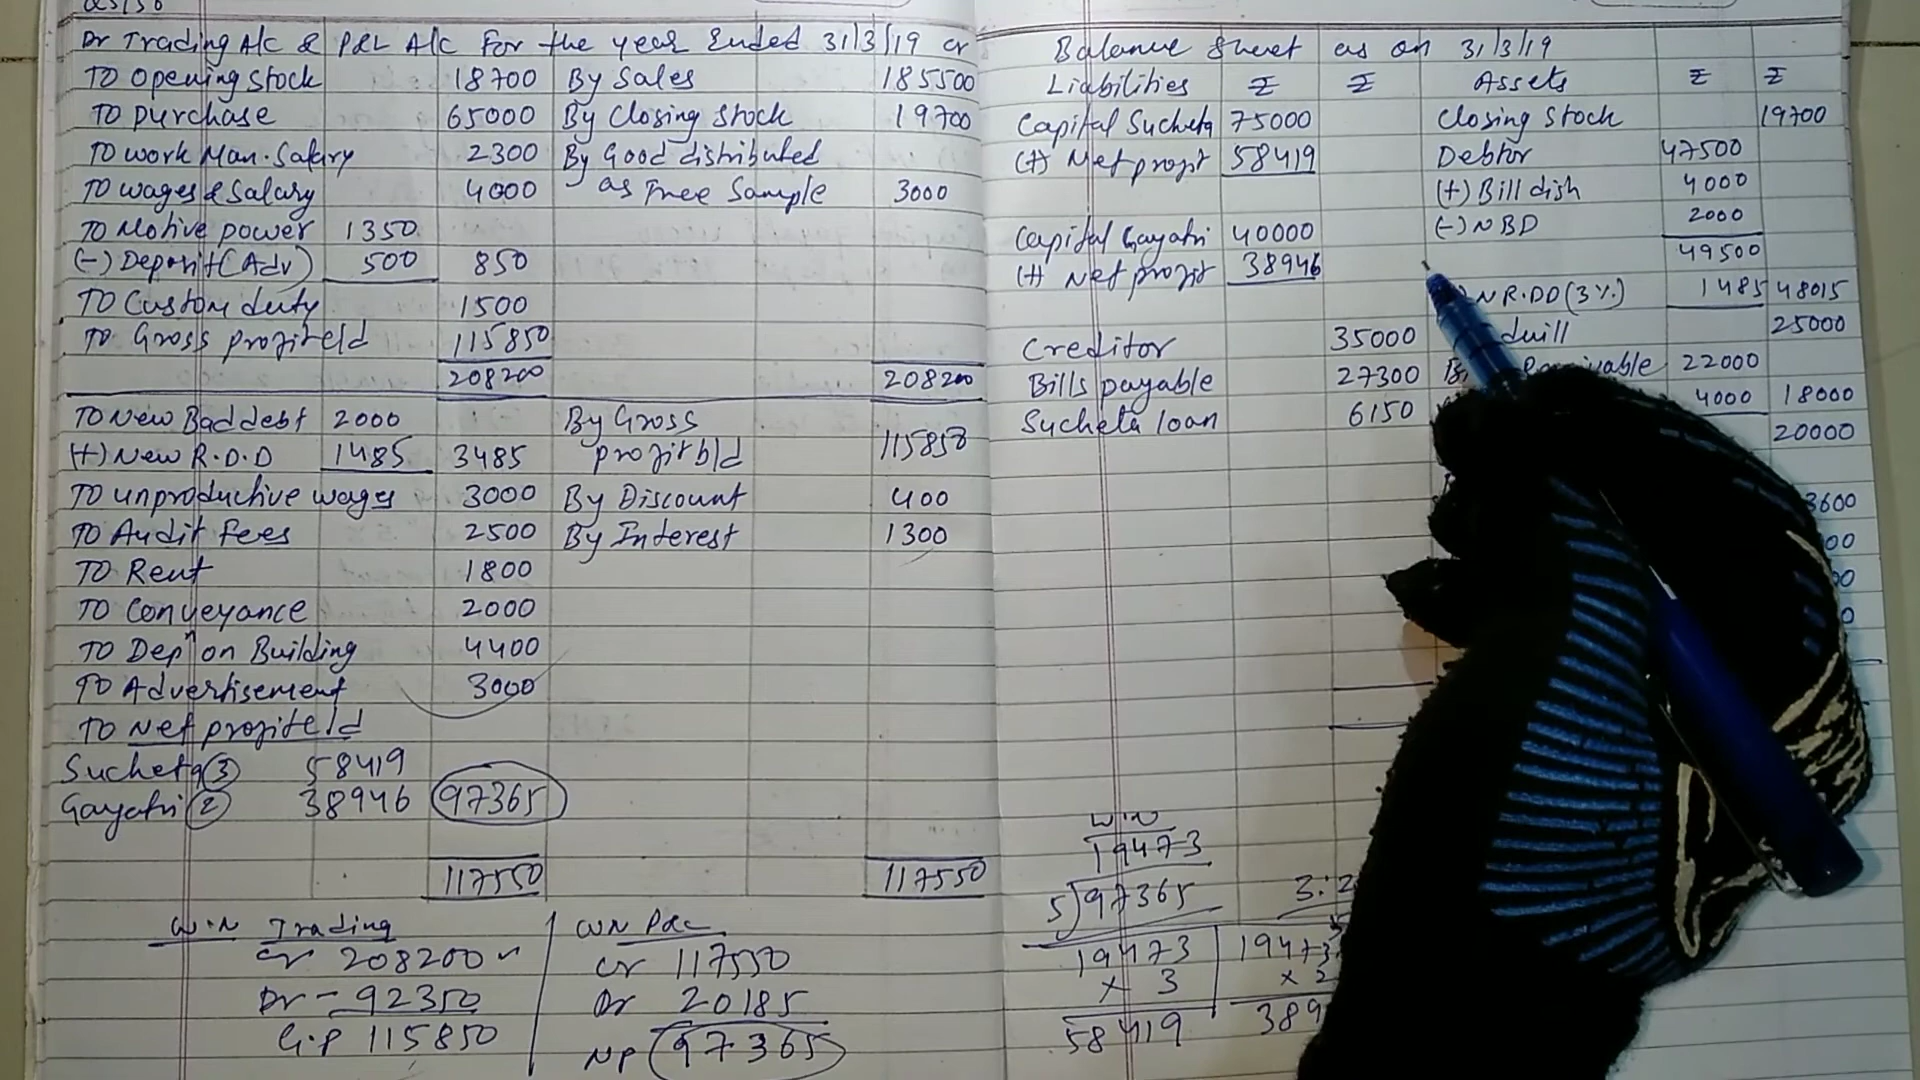 Dr Trading A/c & P&L A/c For the year Ended 31/3/19 cr
TO Opening stock 18700 By Sales 185500
TO purchase 65000 By Closing Stock 19700
TO work Man. Salary 2300 By Good distributed
TO wages & Salary 4000 as Free Sample 3000
TO Motive power 1350
(-) Deposit (Adv) 500 850
TO Custom duty 1500
TO Gross profit c/d 115850
208200 208200
TO New Bad debt 2000 By Gross
(+) New R.D.D 1485 3485 profit b/d 115850
TO unproductive wages 3000 By Discount 400
TO Audit Fees 2500 By Interest 1300
TO Rent 1800
TO Conveyance 2000
TO Depn on Building 4400
TO Advertisement 3000
TO Net profit c/d
Sucheta 3 58419
Gayatri 2 38946 97365
117550 117550
W.N Trading
Cr 208200
Dr - 92350
G.P 115850
WN P&L
Cr 117550
Dr 20185
NP 97365
Balance Sheet as on 31/3/19
Liabilities ₹ ₹ Assets ₹ ₹
Capital Sucheta 75000 Closing Stock 19700
(+) Net profit 58419 Debtor 47500
(+) Bill dish 4000
Capital Gayatri 40000 (-) NBD 2000
(+) Net profit 38946 49500
N R.DD (3%) 1485 48015
Creditor 35000 25000
Bills payable 27300 22000
Sucheta loan 6150 4000 18000
20000
3600
W.N
19473
5)97365 3:2
19473 19473
x 3 x 2
58419